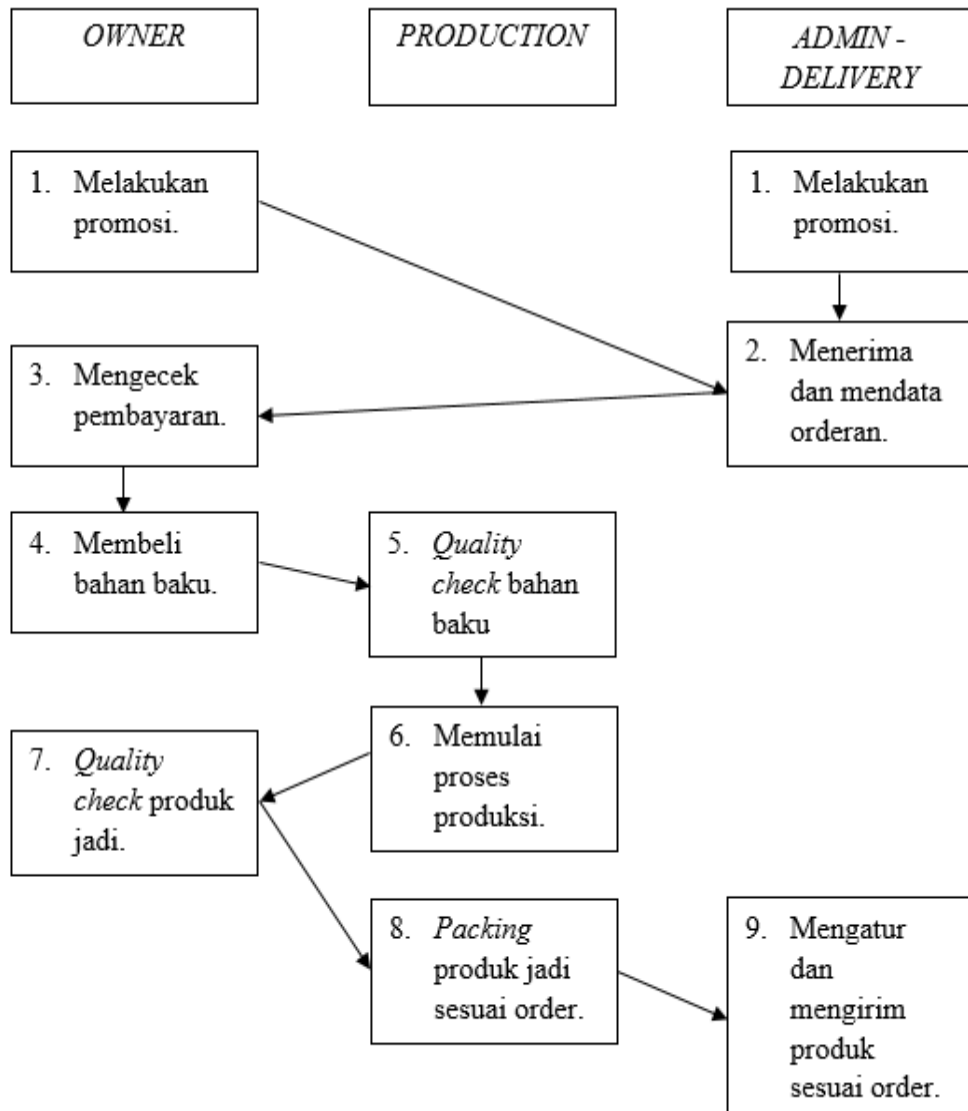 OWNER
PRODUCTION
ADMIN -
DELIVERY
1. Melakukan
promosi.
1. Melakukan
promosi.
2. Menerima
dan mendata
orderan.
3. Mengecek
pembayaran.
4. Membeli
bahan baku.
5. Quality
check bahan
baku
6. Memulai
proses
produksi.
7. Quality
check produk
jadi.
8. Packing
produk jadi
sesuai order.
9. Mengatur
dan
mengirim
produk
sesuai order.